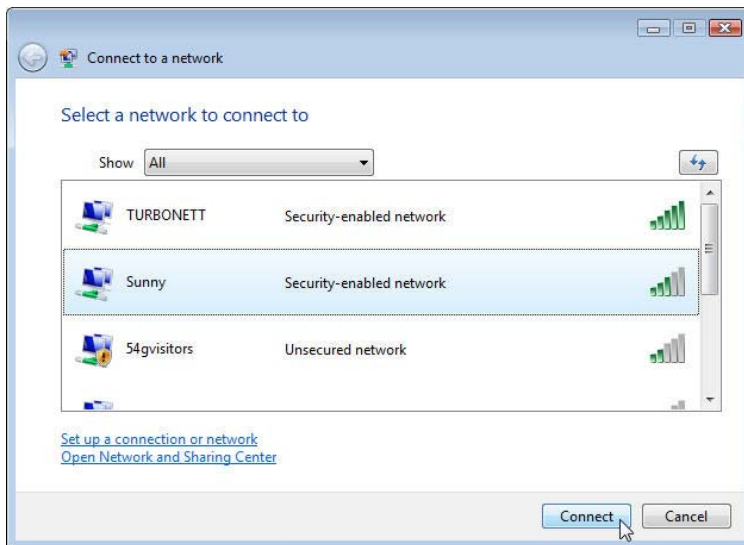 Connect to a network
Select a network to connect to
Show All
TURBONETT Security-enabled network
Sunny Security-enabled network
54gvisitors Unsecured network
Set up a connection or network
Open Network and Sharing Center
Connect Cancel